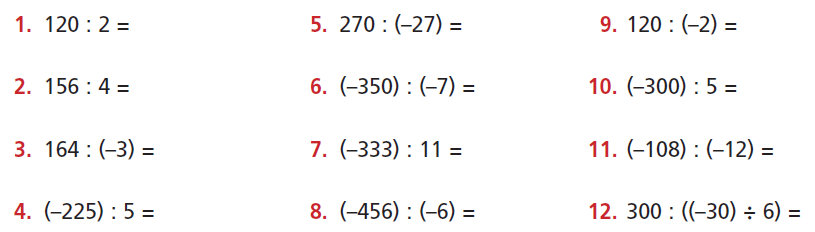 1. 120 : 2 =
2. 156 : 4 =
3. 164 : (–3) =
4. (–225) : 5 =
5. 270 : (–27) =
6. (–350) : (–7) =
7. (–333) : 11 =
8. (–456) : (–6) =
9. 120 : (–2) =
10. (–300) : 5 =
11. (–108) : (–12) =
12. 300 : ((–30) ÷ 6) =